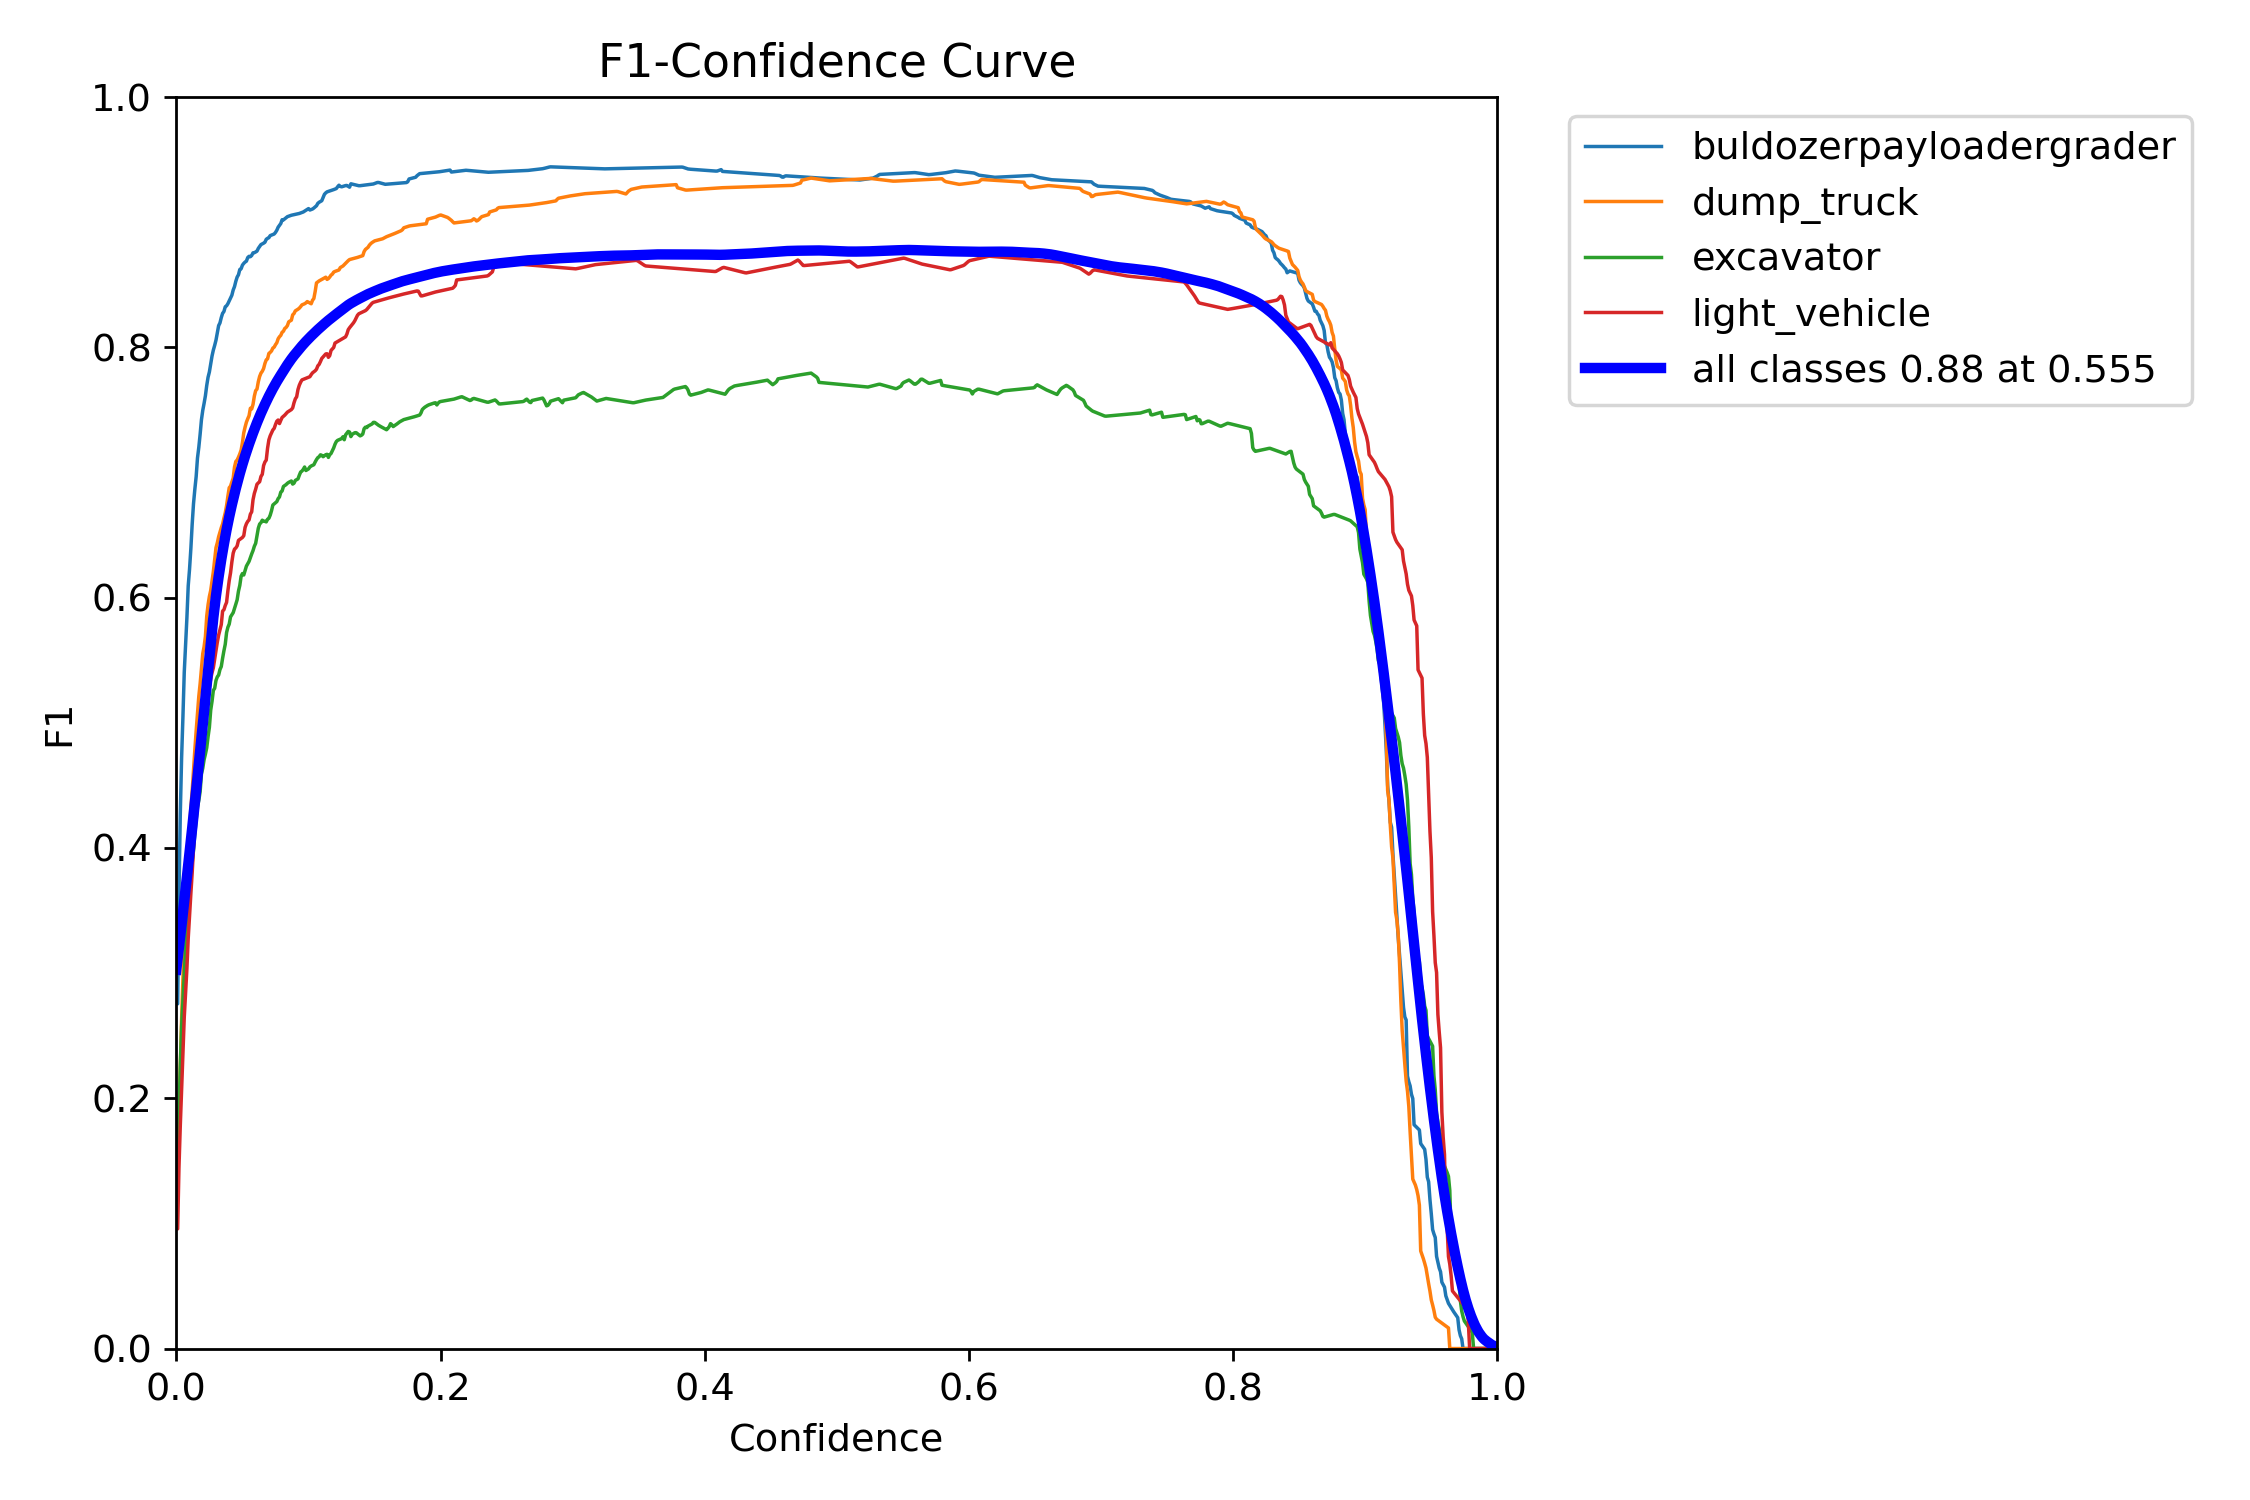 F1-Confidence Curve
1.0
0.8
0.6
0.4
0.2
0.0
F1
0.0 0.2 0.4 0.6 0.8 1.0
Confidence
buldozerpayloadergrader
dump_truck
excavator
light_vehicle
all classes 0.88 at 0.555